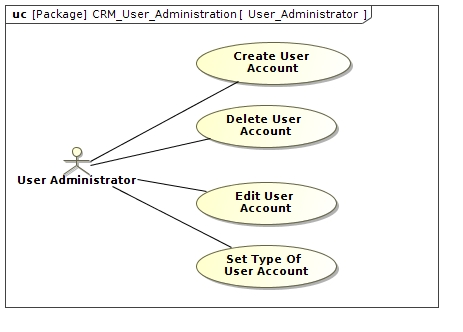 uc [Package] CRM_User_Administration [ User_Administrator ]
Create User
Account
Delete User
Account
User Administrator
Edit User
Account
Set Type Of
User Account